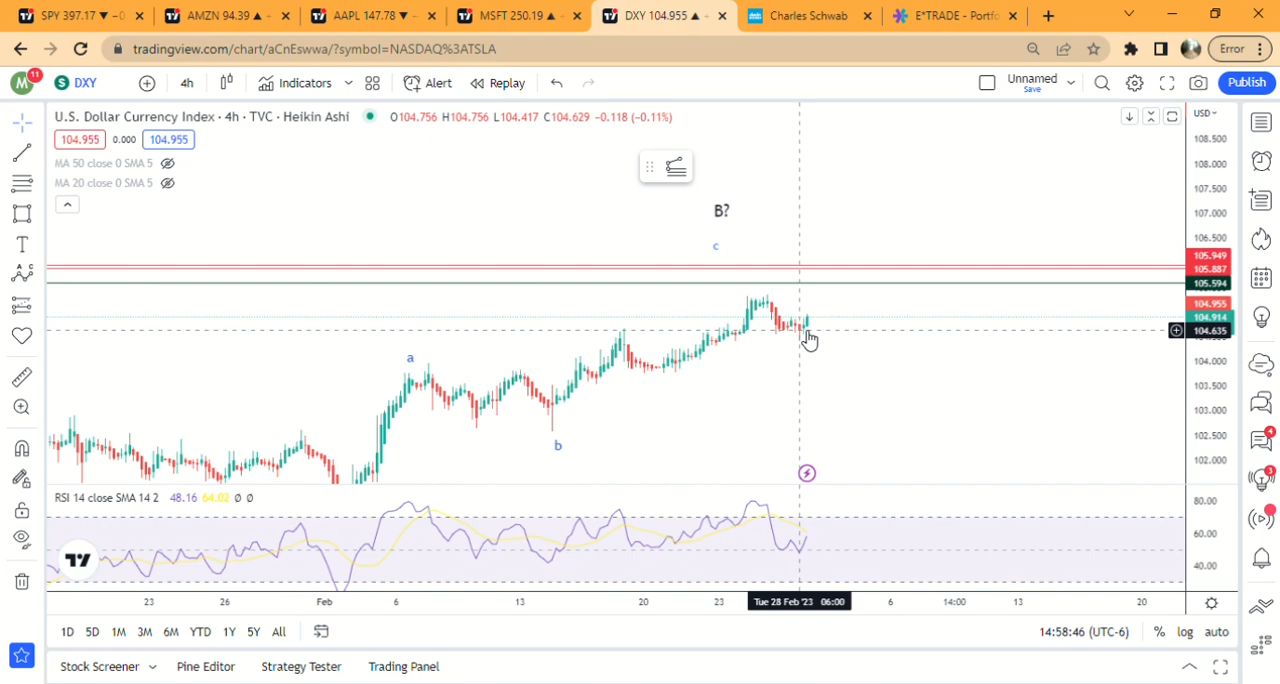 SPY 397.17 ▼ −0
AMZN 94.39 ▲ +
AAPL 147.78 ▼ −
MSFT 250.19 ▲ +
DXY 104.955 ▲ +
Charles Schwab
E*TRADE - Portfo
tradingview.com/chart/aCnEswwa/?symbol=NASDAQ%3ATSLA
Error
M 11
S DXY
4h
Indicators
Alert
Replay
Unnamed
Save
Publish
U.S. Dollar Currency Index · 4h · TVC · Heikin Ashi
O104.756 H104.756 L104.417 C104.629 −0.118 (−0.11%)
USD
104.955 0.000 104.955
MA 50 close 0 SMA 5
MA 20 close 0 SMA 5
B?
c
a
b
108.500
108.000
107.500
107.000
106.500
105.949
105.887
105.594
104.955
104.914
104.635
104.000
103.500
103.000
102.500
102.000
RSI 14 close SMA 14 2 48.16 64.02 Ø Ø
80.00
60.00
40.00
23 26 Feb 6 13 20 23 Tue 28 Feb '23 06:00 6 14:00 13 20
1D 5D 1M 3M 6M YTD 1Y 5Y All
14:58:46 (UTC-6) % log auto
Stock Screener Pine Editor Strategy Tester Trading Panel
4
3